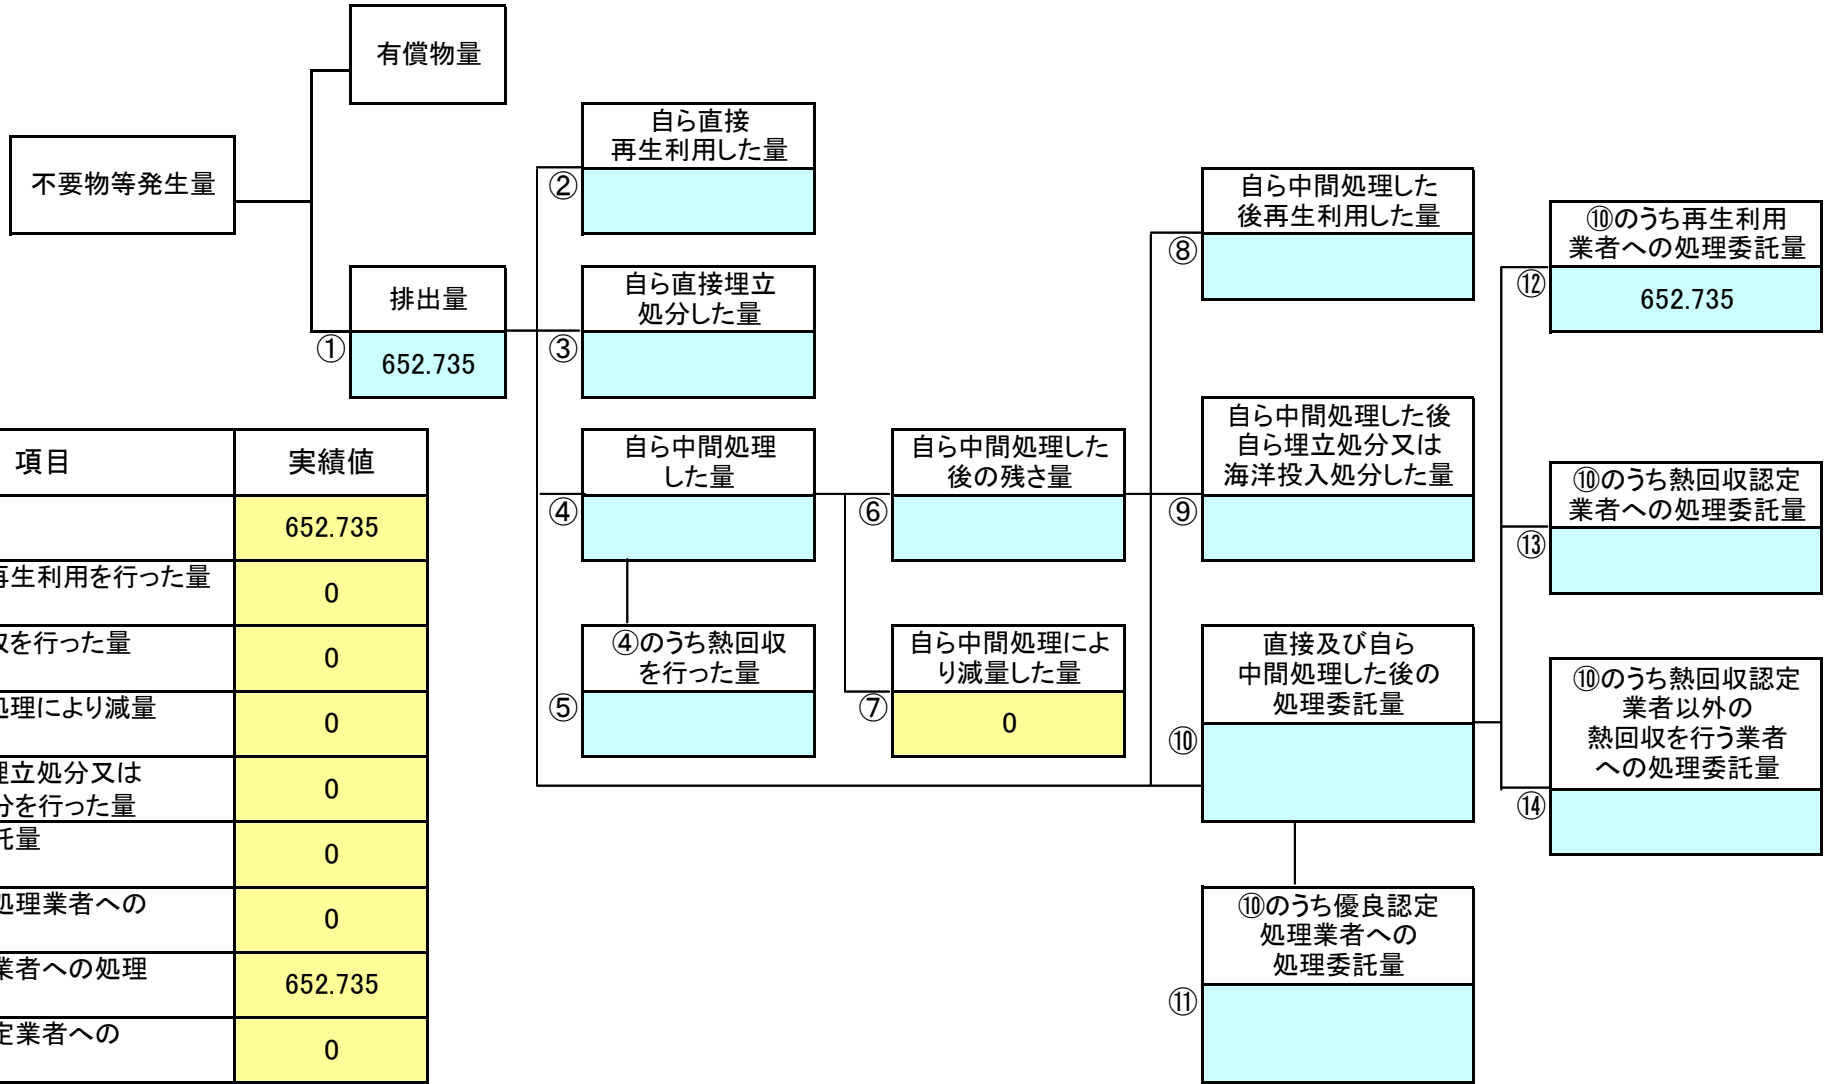 有償物量
不要物等発生量
排出量
①
652.735
自ら直接
再生利用した量
②
自ら直接埋立
処分した量
③
自ら中間処理
した量
④
④のうち熱回収
を行った量
⑤
自ら中間処理した
後の残さ量
⑥
自ら中間処理によ
り減量した量
⑦
0
自ら中間処理した
後再生利用した量
⑧
自ら中間処理した後
自ら埋立処分又は
海洋投入処分した量
⑨
直接及び自ら
中間処理した後の
処理委託量
⑩
⑩のうち優良認定
処理業者への
処理委託量
⑪
⑩のうち再生利用
業者への処理委託量
⑫
652.735
⑩のうち熱回収認定
業者への処理委託量
⑬
⑩のうち熱回収認定
業者以外の
熱回収を行う業者
への処理委託量
⑭
項目
実績値
652.735
再生利用を行った量
0
収を行った量
0
処理により減量
0
埋立処分又は
分を行った量
0
託量
0
処理業者への
0
業者への処理
652.735
定業者への
0